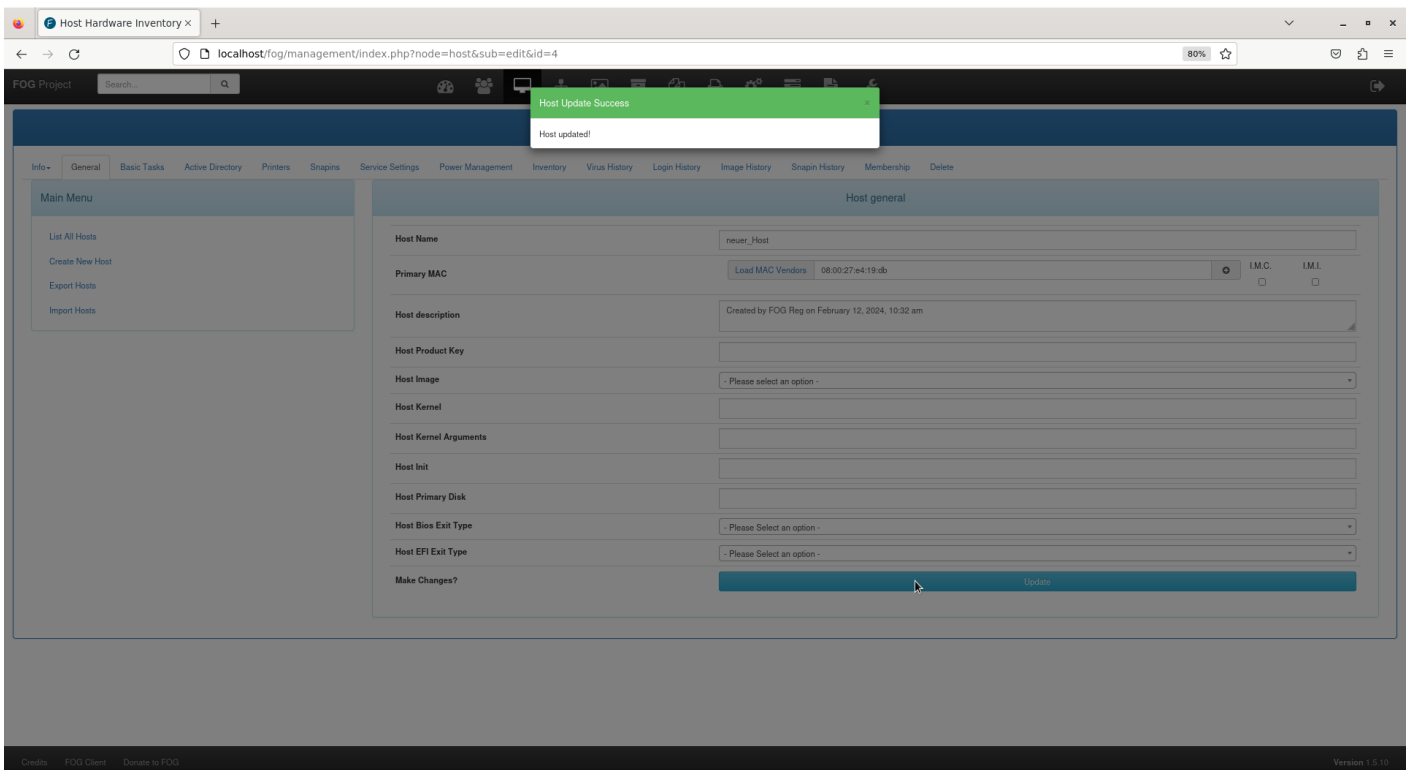 Host Hardware Inventory × +
localhost/fog/management/index.php?node=host&sub=edit&id=4 80%
FOG Project Search...
Host Update Success ×
Host updated!
Info General Basic Tasks Active Directory Printers Snapins Service Settings Power Management Inventory Virus History Login History Image History Snapin History Membership Delete
Main Menu
List All Hosts
Create New Host
Export Hosts
Import Hosts
Host general
Host Name neuer_Host
Primary MAC Load MAC Vendors 08:00:27:e4:19:db I.M.C. I.M.I.
Host description Created by FOG Reg on February 12, 2024, 10:32 am
Host Product Key
Host Image - Please select an option -
Host Kernel
Host Kernel Arguments
Host Init
Host Primary Disk
Host Bios Exit Type - Please Select an option -
Host EFI Exit Type - Please Select an option -
Make Changes? Update
Credits FOG Client Donate to FOG Version 1.5.10